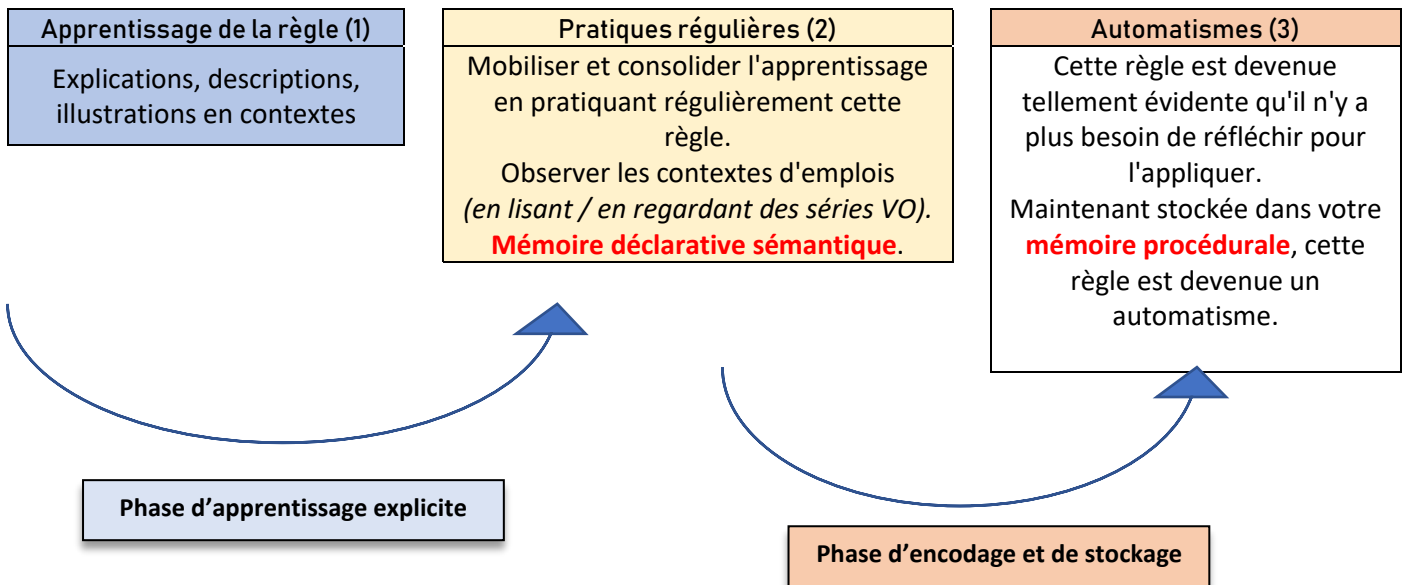 Apprentissage de la règle (1)
Explications, descriptions,
illustrations en contextes
Pratiques régulières (2)
Mobiliser et consolider l'apprentissage
en pratiquant régulièrement cette
règle.
Observer les contextes d'emplois
(en lisant / en regardant des séries VO).
Mémoire déclarative sémantique.
Automatismes (3)
Cette règle est devenue
tellement évidente qu'il n'y a
plus besoin de réfléchir pour
l'appliquer.
Maintenant stockée dans votre
mémoire procédurale, cette
règle est devenue un
automatisme.
Phase d’apprentissage explicite
Phase d’encodage et de stockage